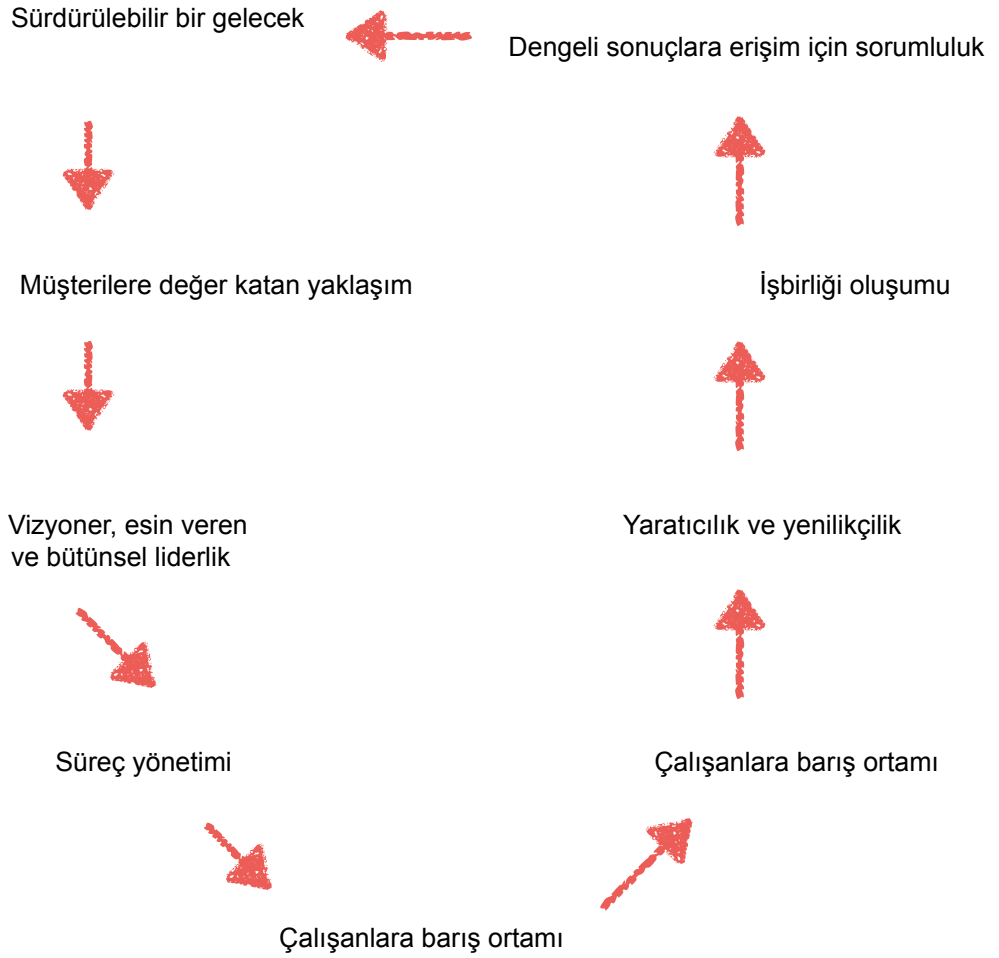 Sürdürülebilir bir gelecek
Dengeli sonuçlara erişim için sorumluluk
Müşterilere değer katan yaklaşım
İşbirliği oluşumu
Vizyoner, esin veren
ve bütünsel liderlik
Yaratıcılık ve yenilikçilik
Süreç yönetimi
Çalışanlara barış ortamı
Çalışanlara barış ortamı